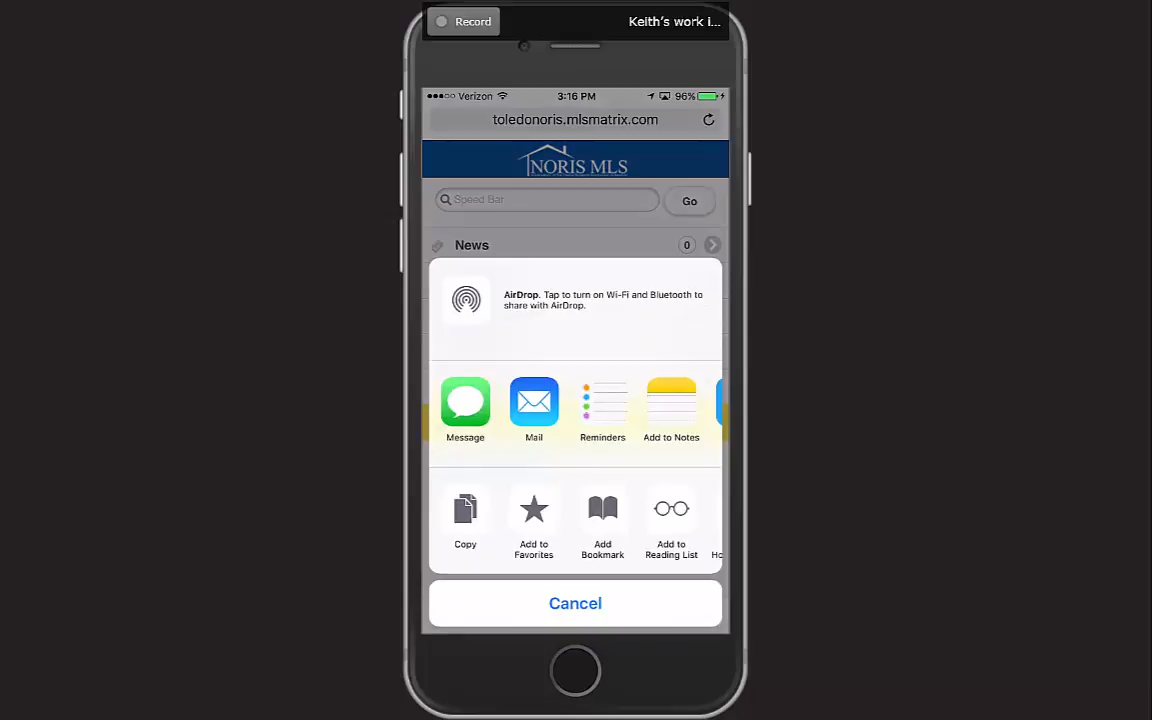 Record
Keith's work i...
Verizon
3:16 PM
96%
toledonoris.mlsmatrix.com
NORIS MLS
Speed Bar
Go
News
0
AirDrop. Tap to turn on Wi-Fi and Bluetooth to
share with AirDrop.
Message
Mail
Reminders
Add to Notes
Copy
Add to
Favorites
Add
Bookmark
Add to
Reading List
Cancel